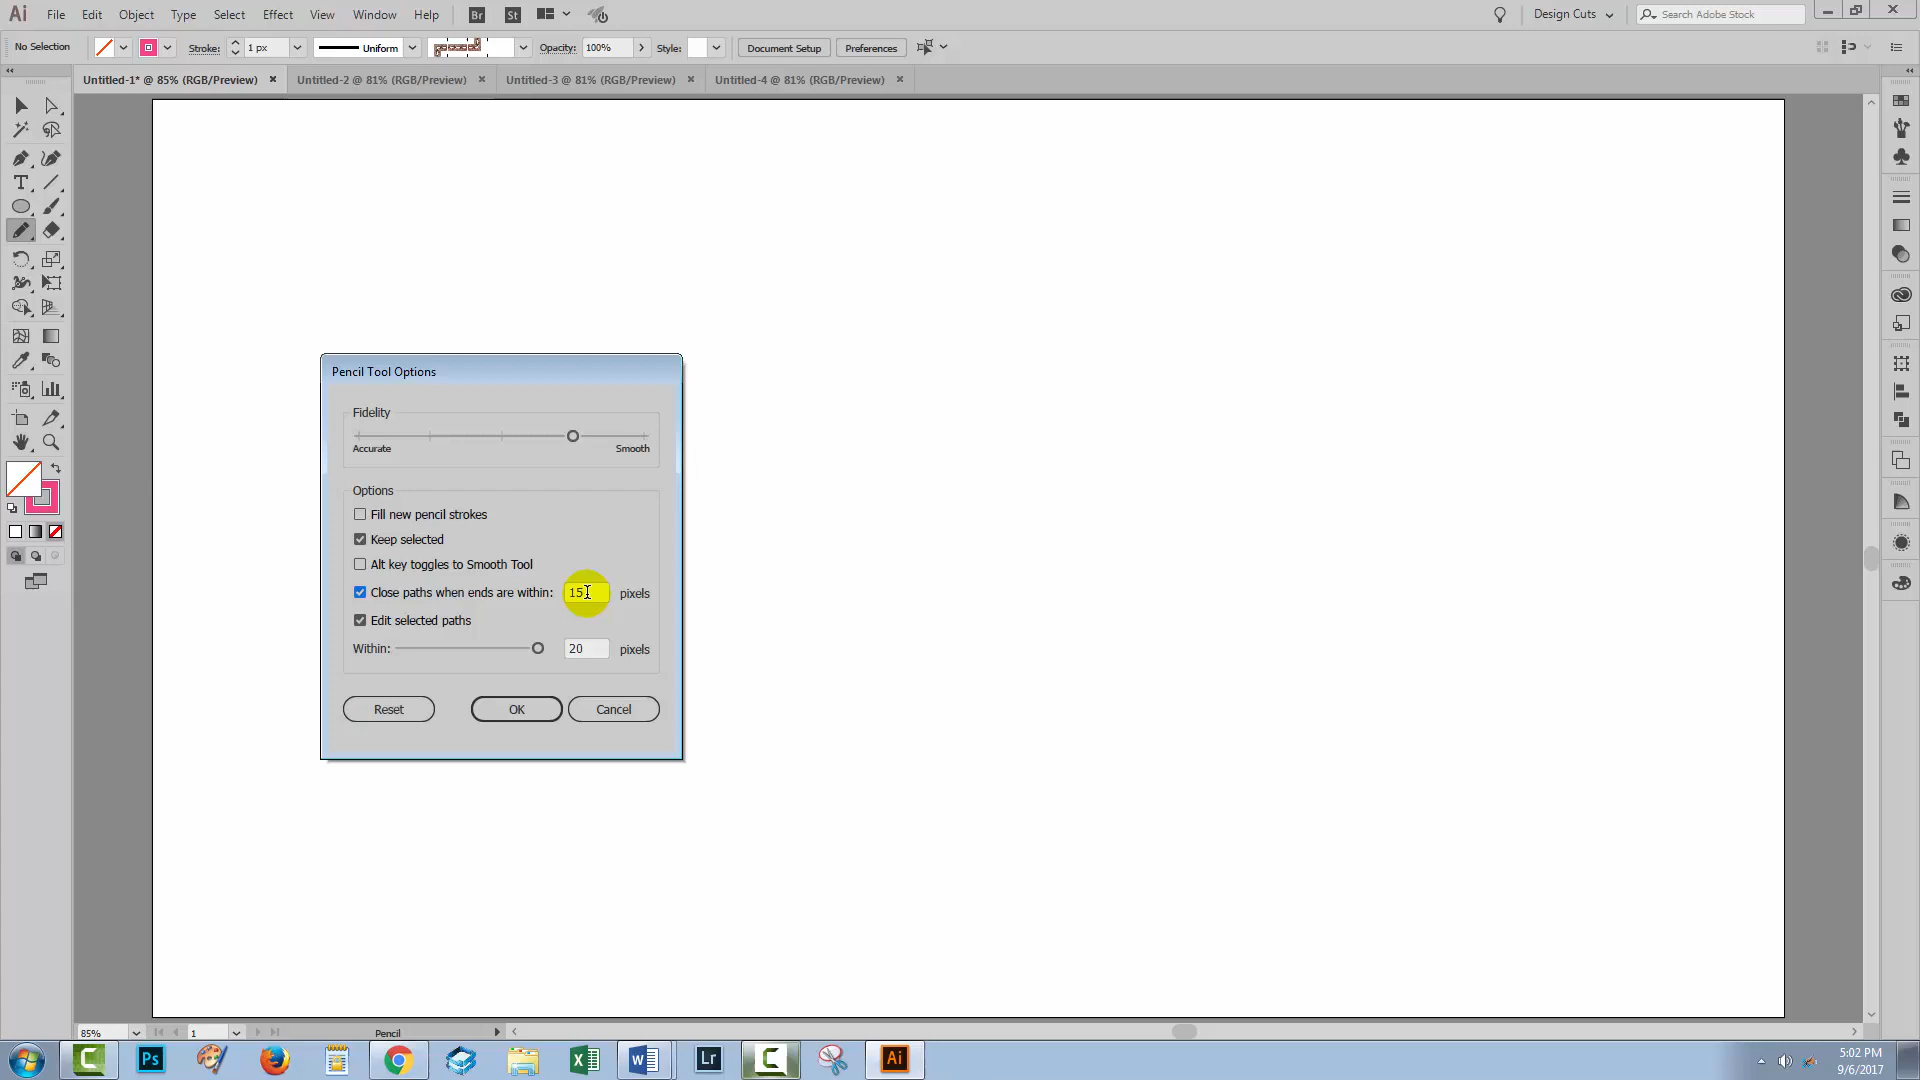 Ai File Edit Object Type Select Effect View Window Help Br St Design Cuts Search Adobe Stock
No Selection Stroke: 1 px Uniform Opacity: 100% Style: Document Setup Preferences
Untitled-1* @ 85% (RGB/Preview) Untitled-2 @ 81% (RGB/Preview) Untitled-3 @ 81% (RGB/Preview) Untitled-4 @ 81% (RGB/Preview)
Pencil Tool Options
Fidelity
Accurate Smooth
Options
Fill new pencil strokes
Keep selected
Alt key toggles to Smooth Tool
Close paths when ends are within: 15 pixels
Edit selected paths
Within: 20 pixels
Reset OK Cancel
85% 1 Pencil
Ps Lr Ai
5:02 PM
9/6/2017